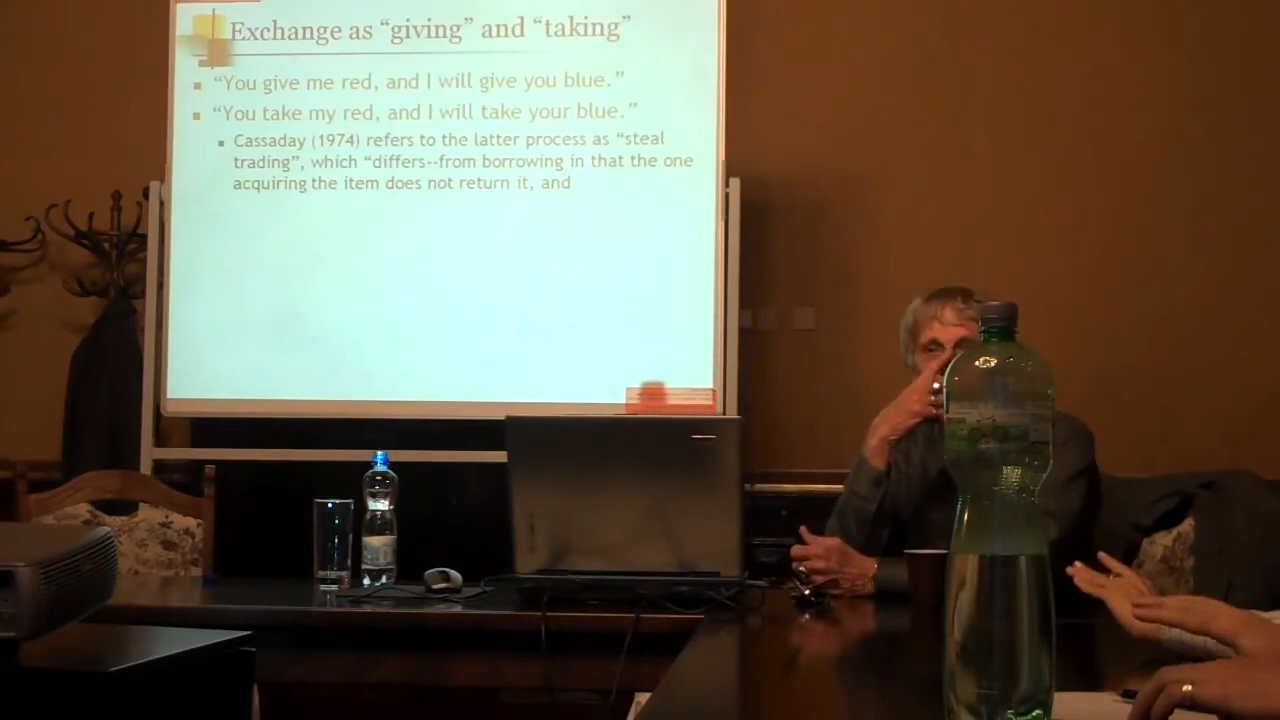 Exchange as “giving” and “taking”
“You give me red, and I will give you blue.”
“You take my red, and I will take your blue.”
Cassaday (1974) refers to the latter process as “steal
trading”, which “differs--from borrowing in that the one
acquiring the item does not return it, and